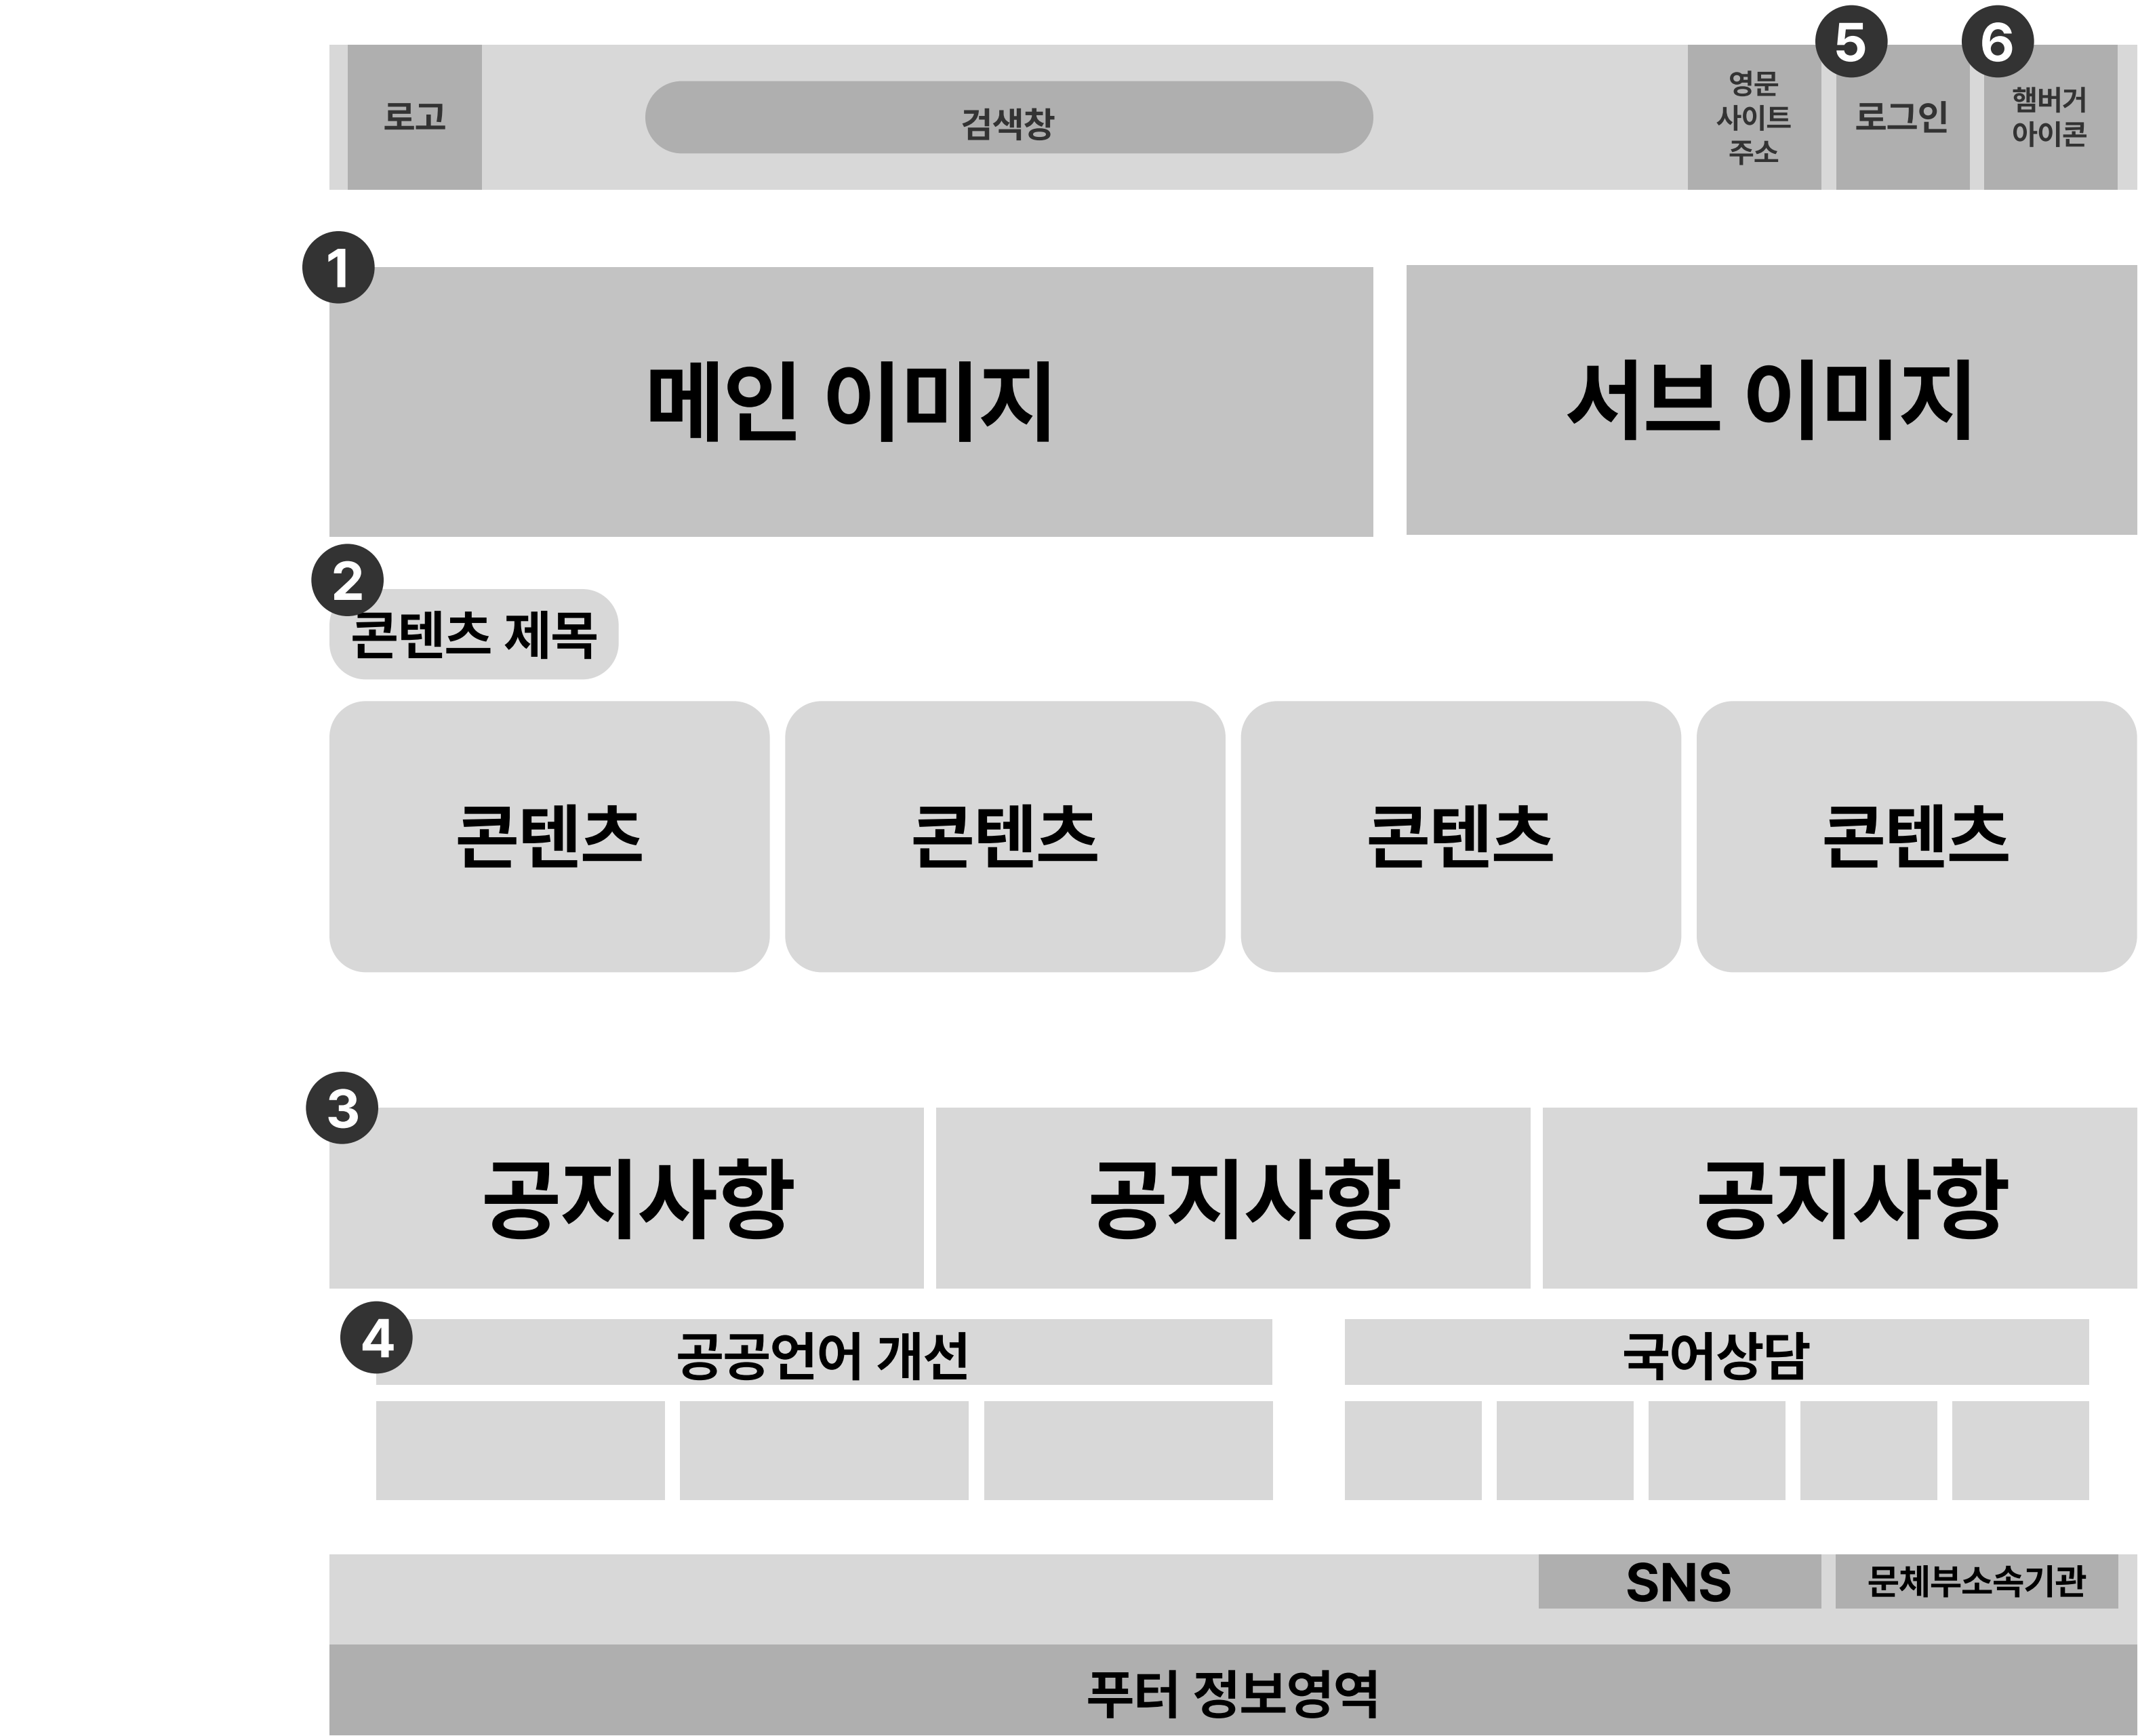 5
6
로그
검색창
영문
사이트
주소
로그인
햄버거
아이콘
1
메인 이미지
서브 이미지
2
콘텐츠 제목
콘텐츠
콘텐츠
콘텐츠
콘텐츠
3
공지사항
공지사항
공지사항
4
공공언어 개선
국어상담
SNS
문체부소속기관
푸터 정보영역